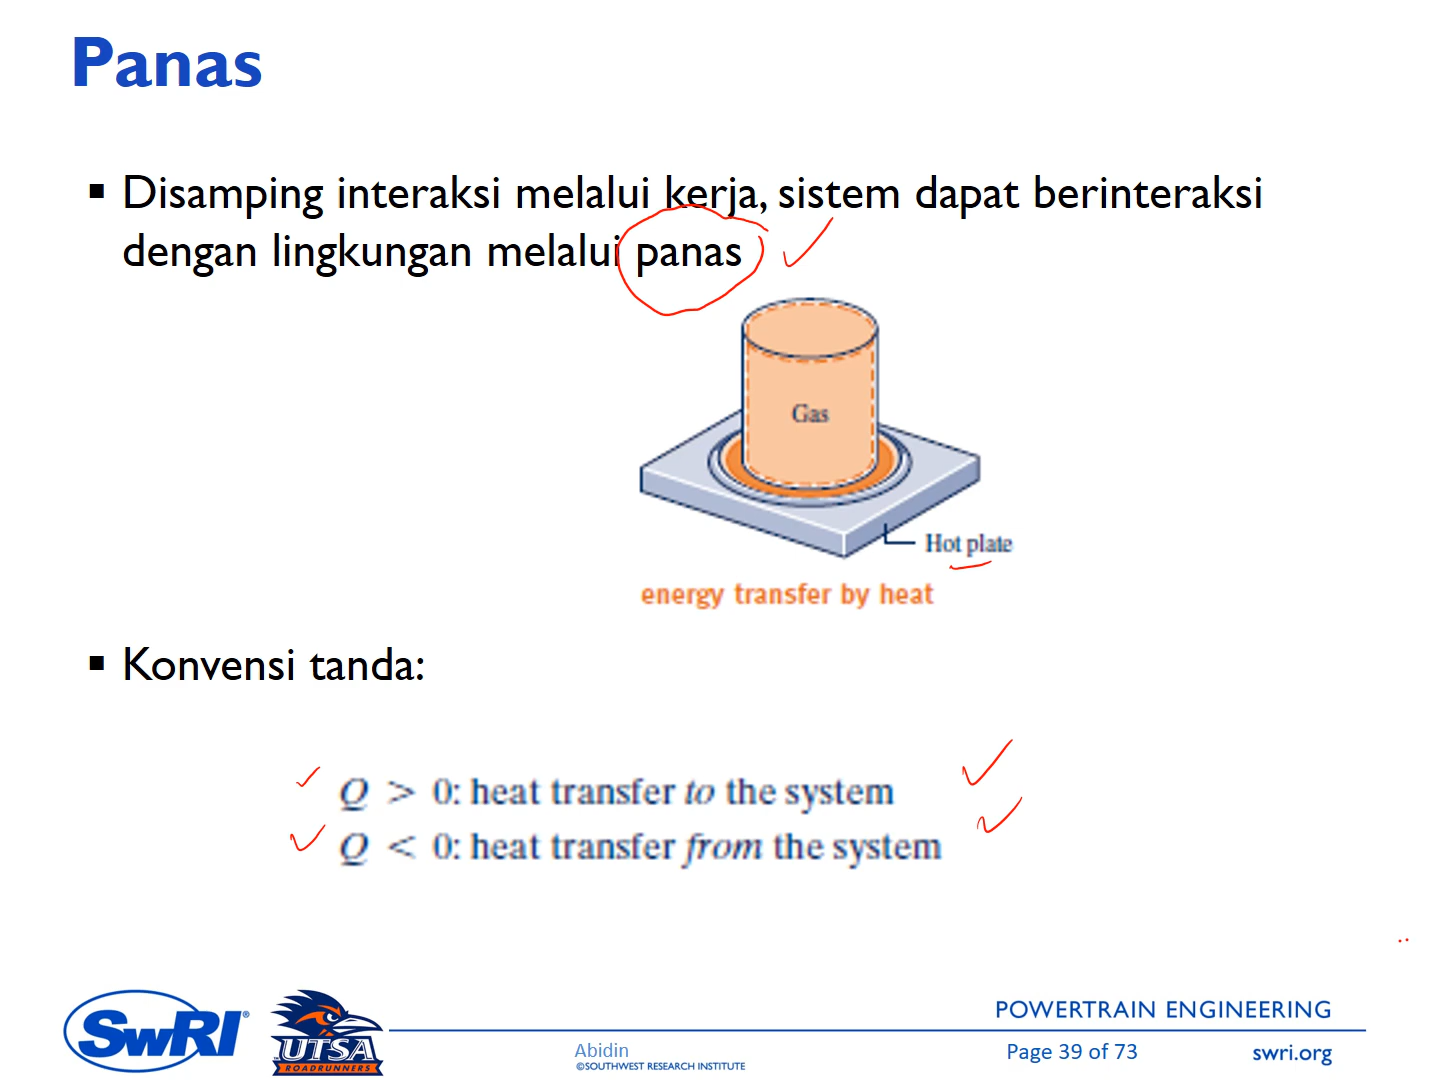 Panas
▪ Disamping interaksi melalui kerja, sistem dapat berinteraksi
dengan lingkungan melalui panas
Gas
Hot plate
energy transfer by heat
▪ Konvensi tanda:
Q > 0: heat transfer to the system
Q < 0: heat transfer from the system
SwRI®
UTSA
ROADRUNNERS
Abidin
©SOUTHWEST RESEARCH INSTITUTE
POWERTRAIN ENGINEERING
Page 39 of 73
swri.org